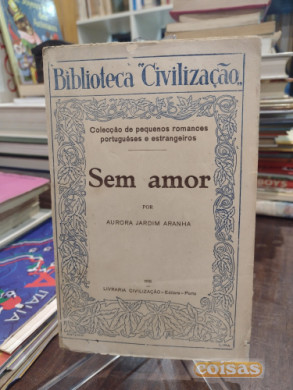 Biblioteca "Civilização"
Colecção de pequenos romances
portuguêses e estrangeiros
Sem amor
POR
AURORA JARDIM ARANHA
LIVRARIA CIVILIZAÇÃO—Editora—Porto
ITALIA
coisas